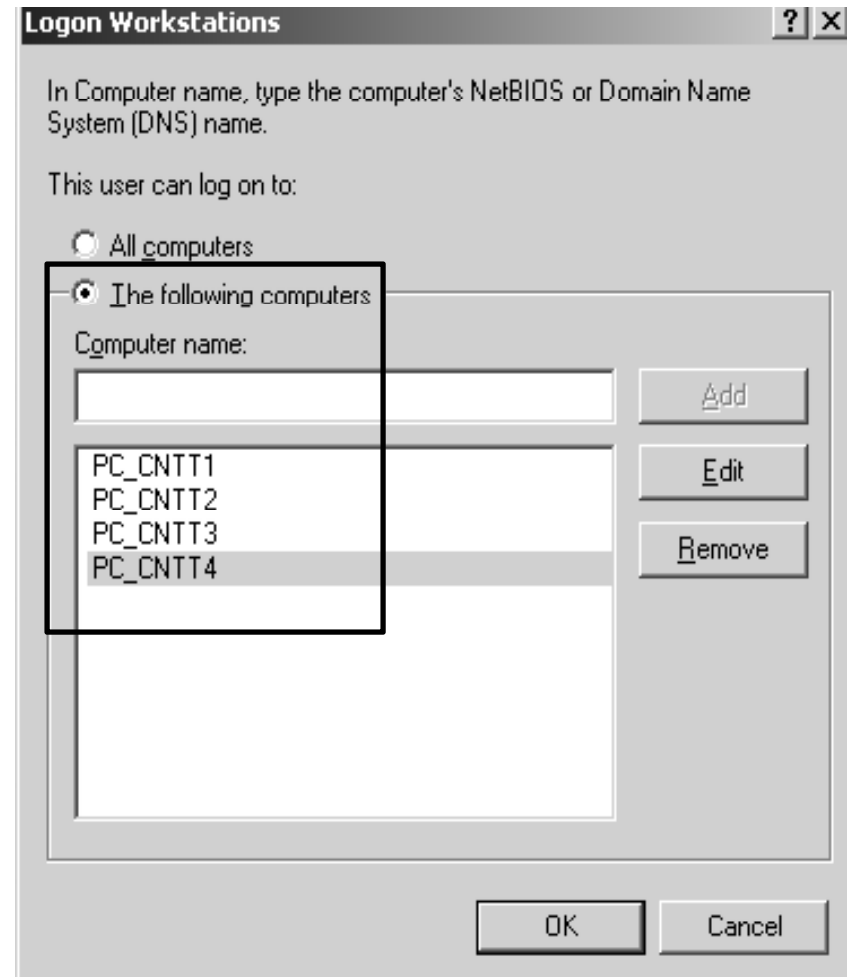 Logon Workstations
In Computer name, type the computer's NetBIOS or Domain Name
System (DNS) name.
This user can log on to:
All computers
The following computers
Computer name:
Add
PC_CNTT1
PC_CNTT2
PC_CNTT3
PC_CNTT4
Edit
Remove
OK
Cancel